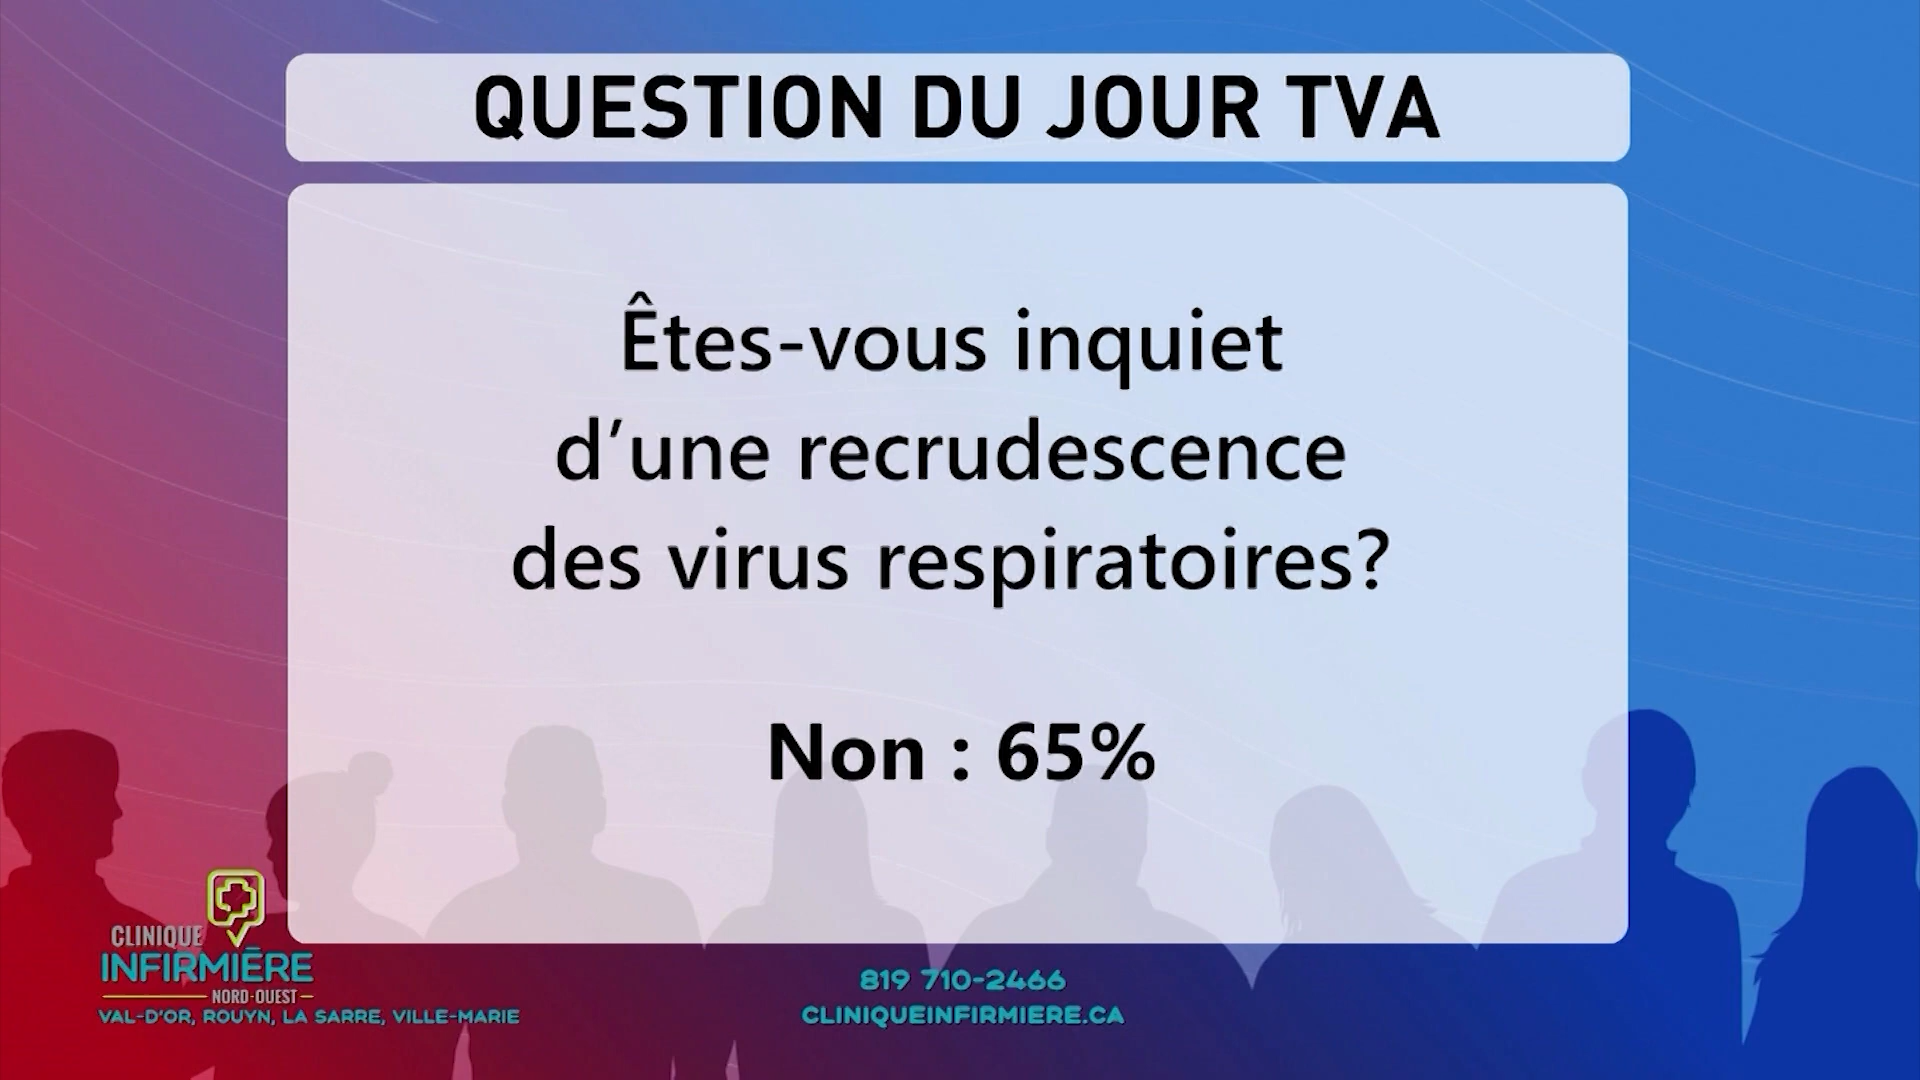 QUESTION DU JOUR TVA
Êtes-vous inquiet
d’une recrudescence
des virus respiratoires?
Non : 65%
CLINIQUE
INFIRMIÈRE
NORD-OUEST
VAL-D'OR, ROUYN, LA SARRE, VILLE-MARIE
819 710-2466
CLINIQUEINFIRMIERE.CA